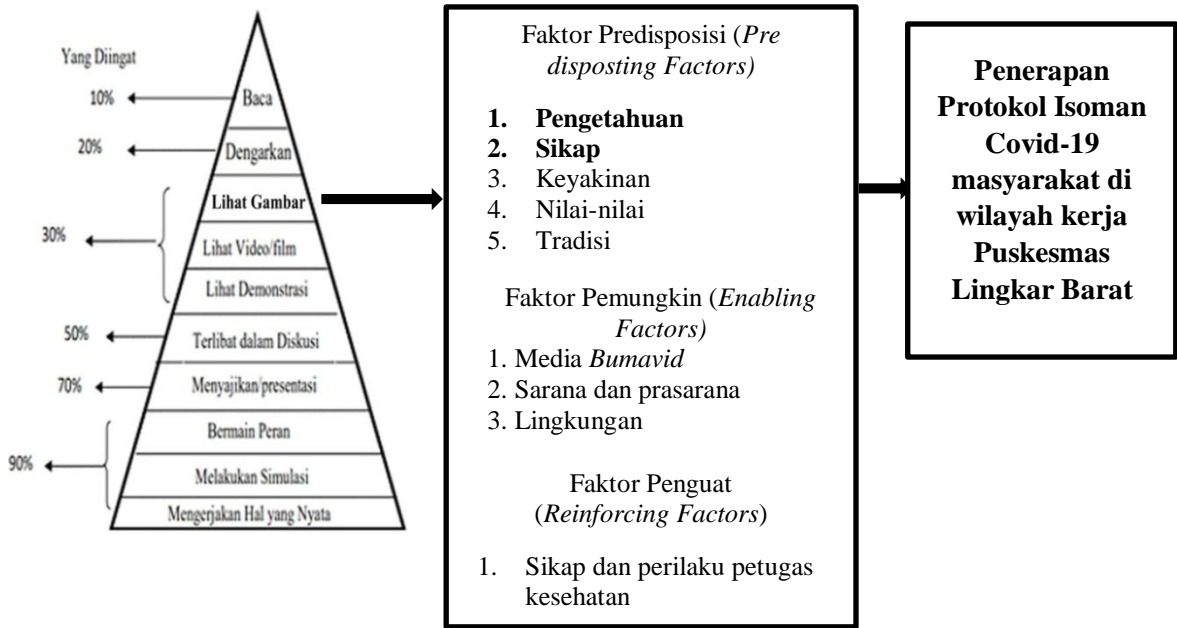 Yang Diingat
10%
Baca
20%
Dengarkan
Lihat Gambar
30%
Lihat Video/film
Lihat Demonstrasi
50%
Terlibat dalam Diskusi
70%
Menyajikan/presentasi
Bermain Peran
90%
Melakukan Simulasi
Mengerjakan Hal yang Nyata
Faktor Predisposisi (Pre
disposting Factors)
1. Pengetahuan
2. Sikap
3. Keyakinan
4. Nilai-nilai
5. Tradisi
Faktor Pemungkin (Enabling
Factors)
1. Media Bumavid
2. Sarana dan prasarana
3. Lingkungan
Faktor Penguat
(Reinforcing Factors)
1. Sikap dan perilaku petugas
kesehatan
Penerapan
Protokol Isoman
Covid-19
masyarakat di
wilayah kerja
Puskesmas
Lingkar Barat